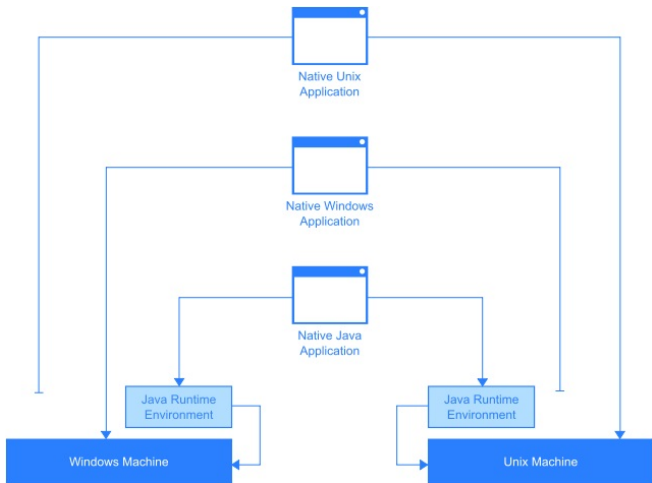 Native Unix
Application
Native Windows
Application
Native Java
Application
Java Runtime
Environment
Java Runtime
Environment
Windows Machine
Unix Machine